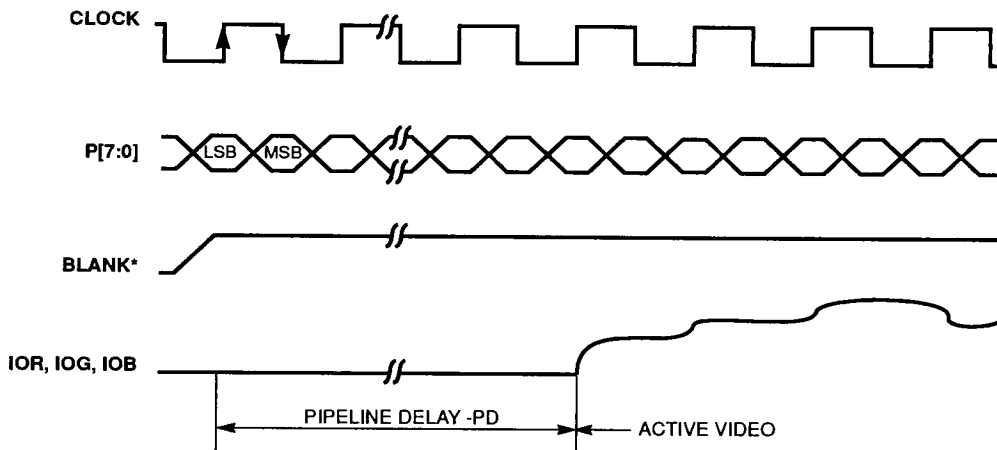 CLOCK
P[7:0]
LSB
MSB
BLANK*
IOR, IOG, IOB
PIPELINE DELAY -PD
ACTIVE VIDEO